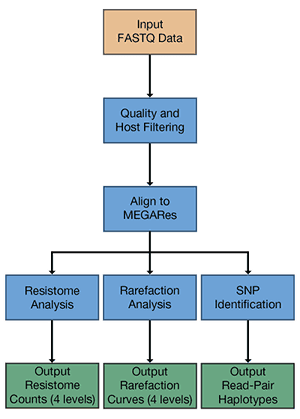 Input
FASTQ Data
Quality and
Host Filtering
Align to
MEGARes
Resistome
Analysis
Rarefaction
Analysis
SNP
Identification
Output
Resistome
Counts (4 levels)
Output
Rarefaction
Curves (4 levels)
Output
Read-Pair
Haplotypes